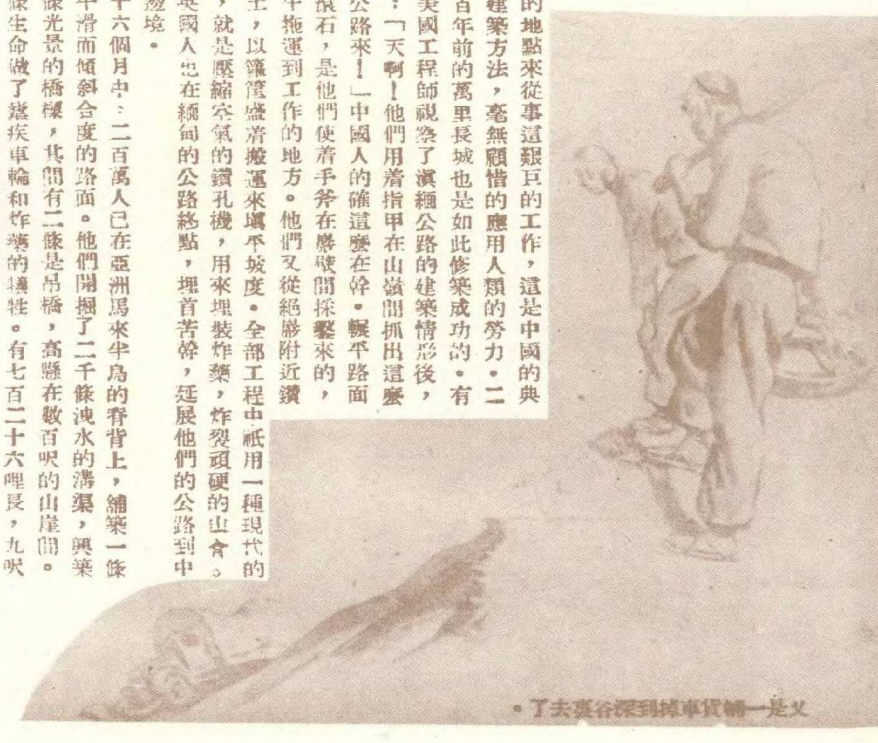 的地點來從事這艱巨的工作，這是中國的典
建築方法，毫無顧惜的應用人類的勞力。二
百年前的萬里長城也是如此修築成功的。有
美國工程師視察了滇緬公路的建築情形後，
：「天啊！他們用着指甲在山嶺間抓出這麼
公路來！」中國人的確這麼在幹。輾平路面
滾石，是他們使着手斧在巖壁間採鑿來的，
牛拖運到工作的地方。他們又從絕巖附近鑽
土，以籮筐盛着搬運來填平坡度。全部工程中祇用一種現代的
，就是壓縮空氣的鑽孔機，用來埋裝炸藥，炸裂頑硬的山脊。
英國人也在緬甸的公路終點，埋首苦幹，延展他們的公路到中
邊境。
十六個月中，二百萬人已在亞洲馬來半島的脊背上，舖築一條
平滑而傾斜合度的路面。他們開掘了二千條洩水的溝渠，興築
條光景的橋樑，其間有二條是吊橋，高懸在數百呎的山崖間。
條生命做了瘧疾車輪和炸藥的犧牲。有七百二十六哩長，九呎
又是一輛貨車掉到深谷裏去了。